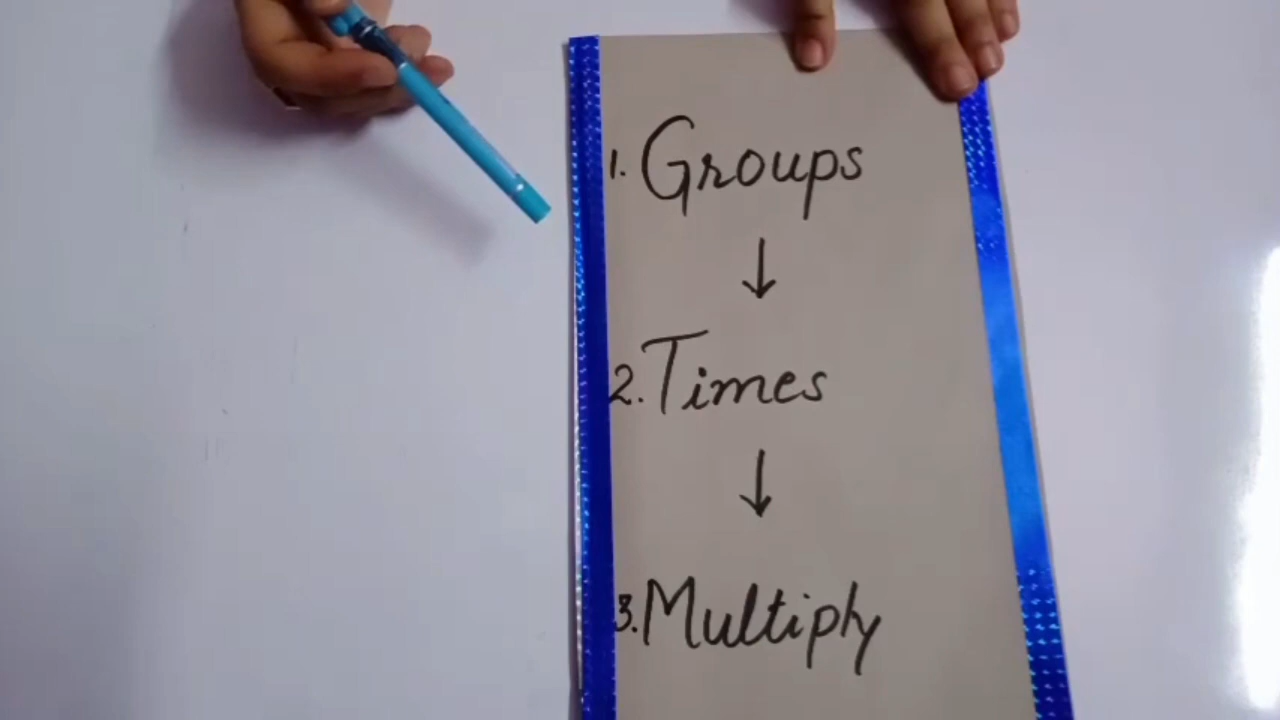 1. Groups
↓
2. Times
↓
3. Multiply